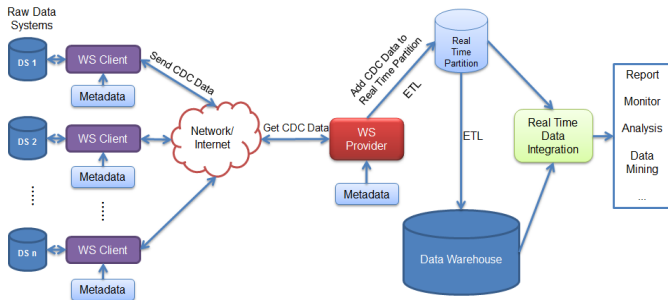 Raw Data
Systems
DS 1
WS Client
Metadata
Send CDC Data
DS 2
WS Client
Metadata
DS n
WS Client
Metadata
Network/
Internet
Get CDC Data
WS
Provider
Metadata
Add CDC Data to
Real Time Partition
ETL
Real
Time
Partition
ETL
Data Warehouse
Real Time
Data
Integration
Report
Monitor
Analysis
Data
Mining
...